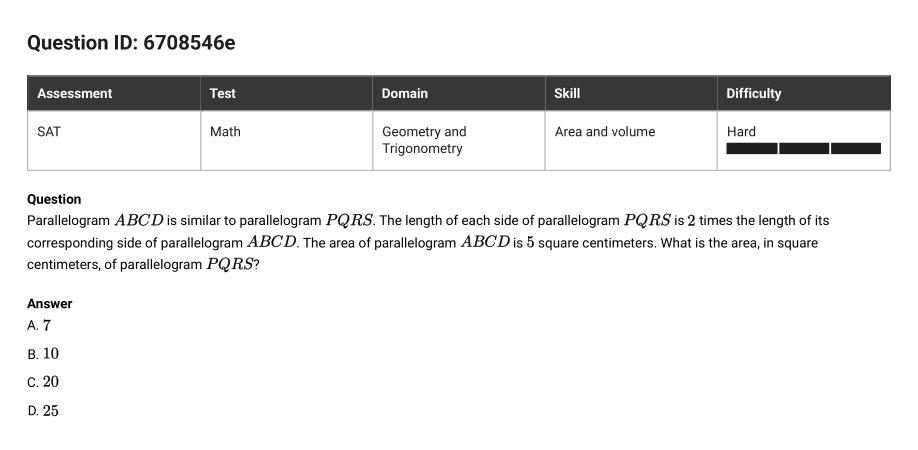 Question ID: 6708546e
Assessment Test Domain Skill Difficulty
SAT Math Geometry and Trigonometry Area and volume Hard
Question
Parallelogram ABCD is similar to parallelogram PQRS. The length of each side of parallelogram PQRS is 2 times the length of its
corresponding side of parallelogram ABCD. The area of parallelogram ABCD is 5 square centimeters. What is the area, in square
centimeters, of parallelogram PQRS?
Answer
A. 7
B. 10
C. 20
D. 25